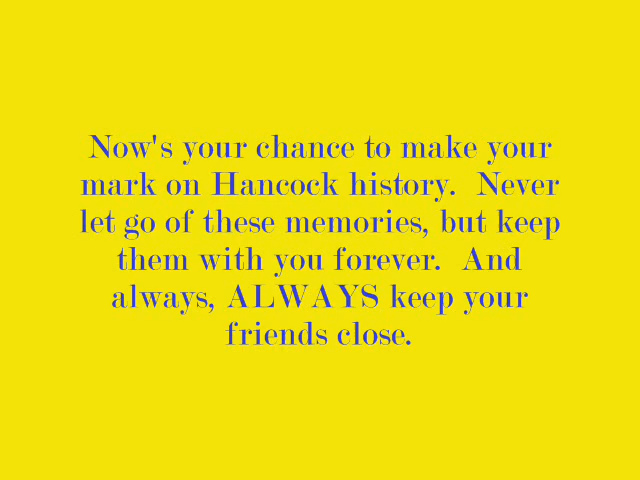 Now's your chance to make your
mark on Hancock history.  Never
let go of these memories, but keep
them with you forever.  And
always, ALWAYS keep your
friends close.